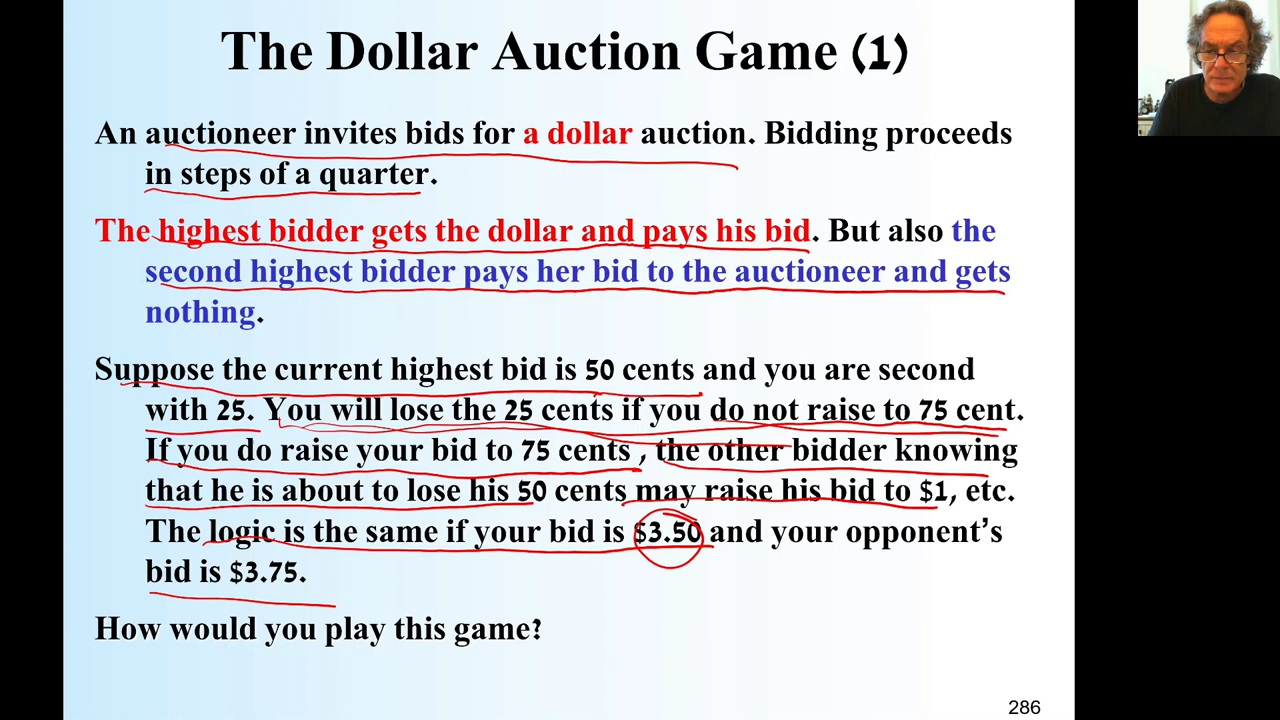 The Dollar Auction Game (1)
An auctioneer invites bids for a dollar auction. Bidding proceeds
in steps of a quarter.
The highest bidder gets the dollar and pays his bid. But also the
second highest bidder pays her bid to the auctioneer and gets
nothing.
Suppose the current highest bid is 50 cents and you are second
with 25. You will lose the 25 cents if you do not raise to 75 cent.
If you do raise your bid to 75 cents , the other bidder knowing
that he is about to lose his 50 cents may raise his bid to $1, etc.
The logic is the same if your bid is $3.50 and your opponent’s
bid is $3.75.
How would you play this game?
286